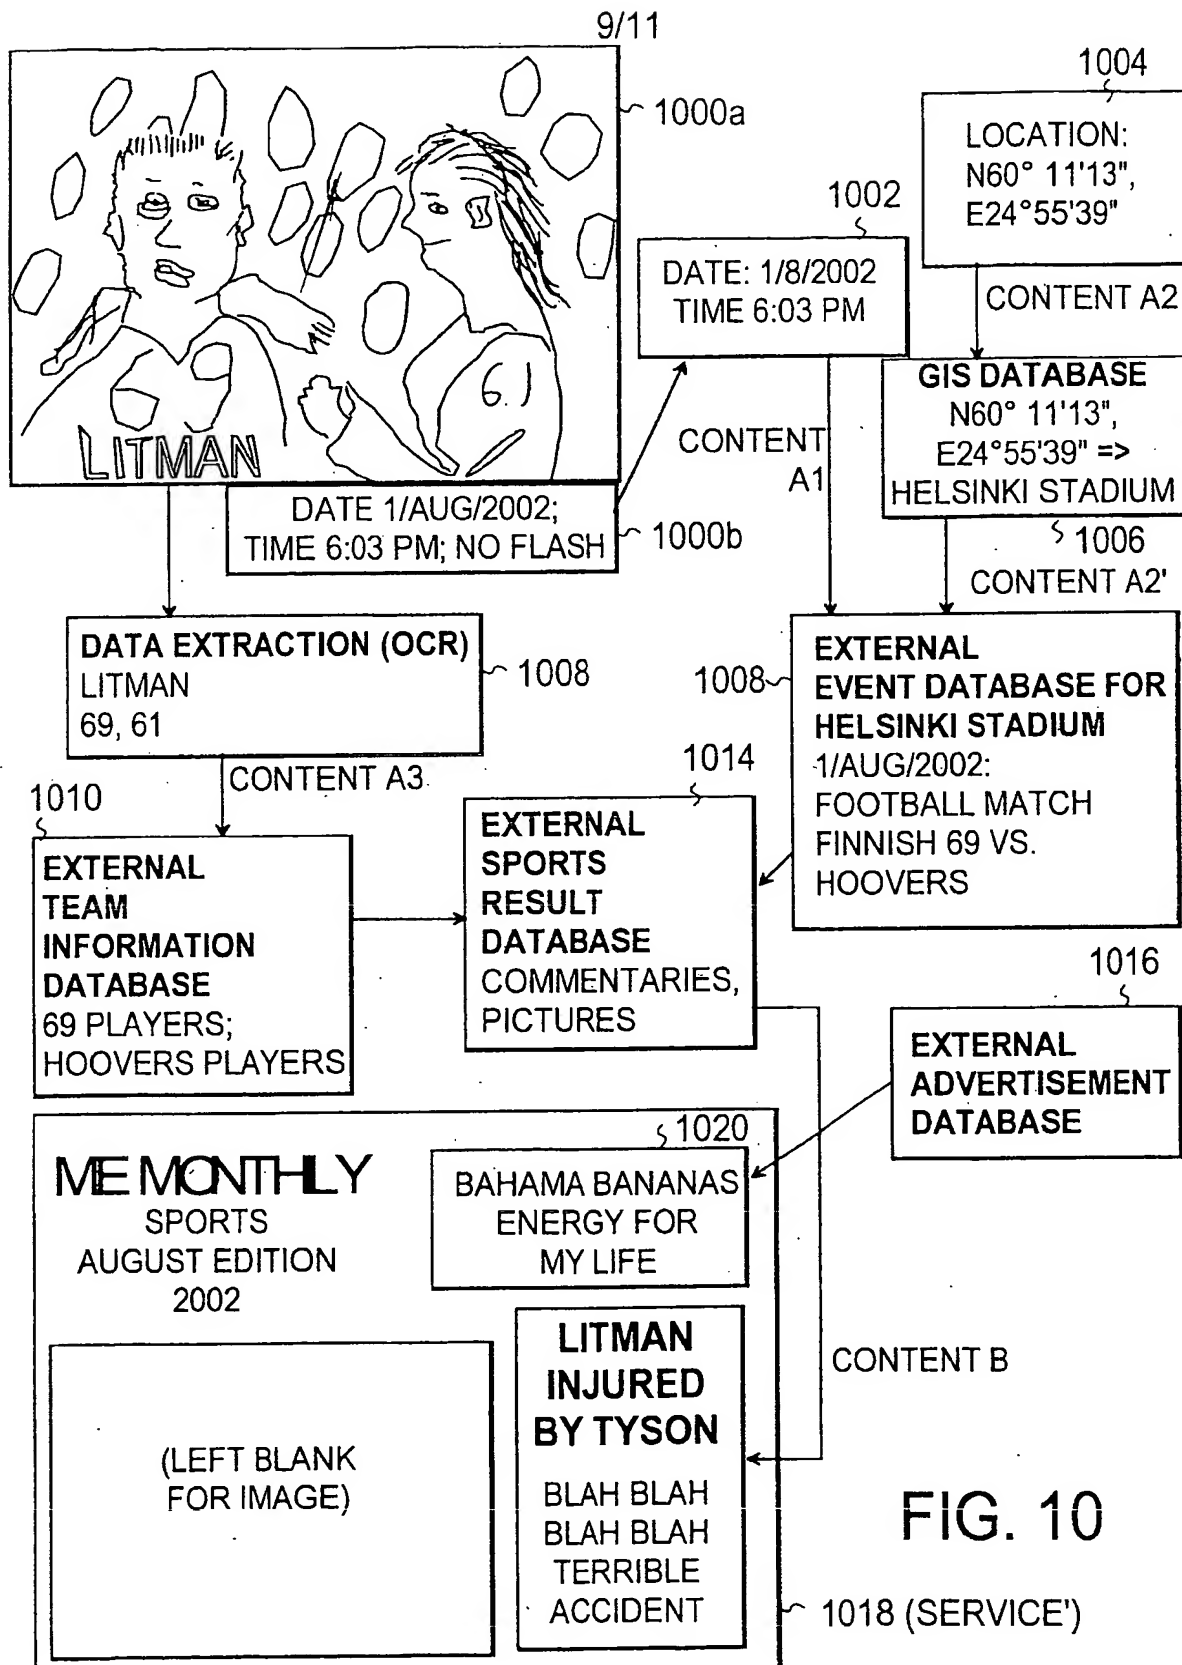 9/11
1000a
1004
LOCATION:
N60° 11'13",
E24°55'39"
1002
DATE: 1/8/2002
TIME 6:03 PM
CONTENT A2
GIS DATABASE
N60° 11'13",
E24°55'39" =>
HELSINKI STADIUM
1006
CONTENT A2'
CONTENT
A1
69
61
LITMAN
DATE 1/AUG/2002;
TIME 6:03 PM; NO FLASH
1000b
DATA EXTRACTION (OCR)
LITMAN
69, 61
1008
CONTENT A3
1008
EXTERNAL
EVENT DATABASE FOR
HELSINKI STADIUM
1/AUG/2002:
FOOTBALL MATCH
FINNISH 69 VS.
HOOVERS
1010
EXTERNAL
TEAM
INFORMATION
DATABASE
69 PLAYERS;
HOOVERS PLAYERS
1014
EXTERNAL
SPORTS
RESULT
DATABASE
COMMENTARIES,
PICTURES
1016
EXTERNAL
ADVERTISEMENT
DATABASE
ME MONTHLY
SPORTS
AUGUST EDITION
2002
1020
BAHAMA BANANAS
ENERGY FOR
MY LIFE
(LEFT BLANK
FOR IMAGE)
LITMAN
INJURED
BY TYSON
BLAH BLAH
BLAH BLAH
TERRIBLE
ACCIDENT
CONTENT B
FIG. 10
1018 (SERVICE')